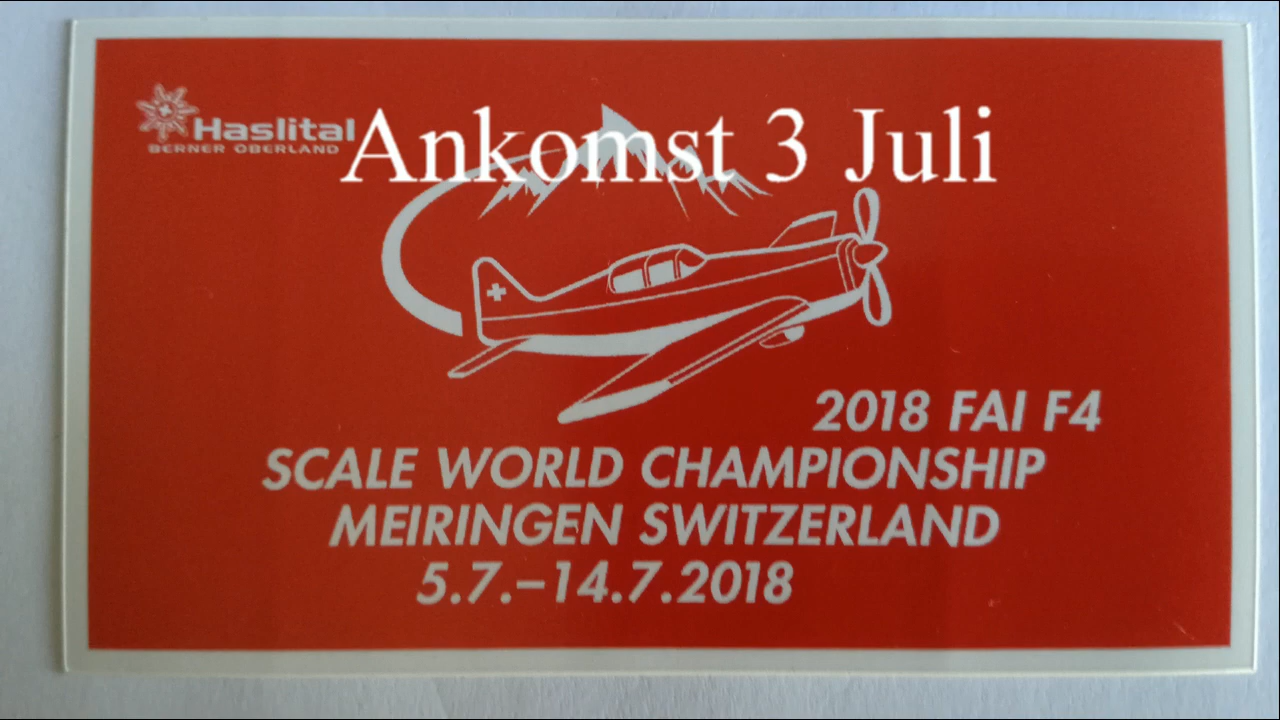 Haslital
BERNER OBERLAND
Ankomst 3 Juli
2018 FAI F4
SCALE WORLD CHAMPIONSHIP
MEIRINGEN SWITZERLAND
5.7.–14.7.2018